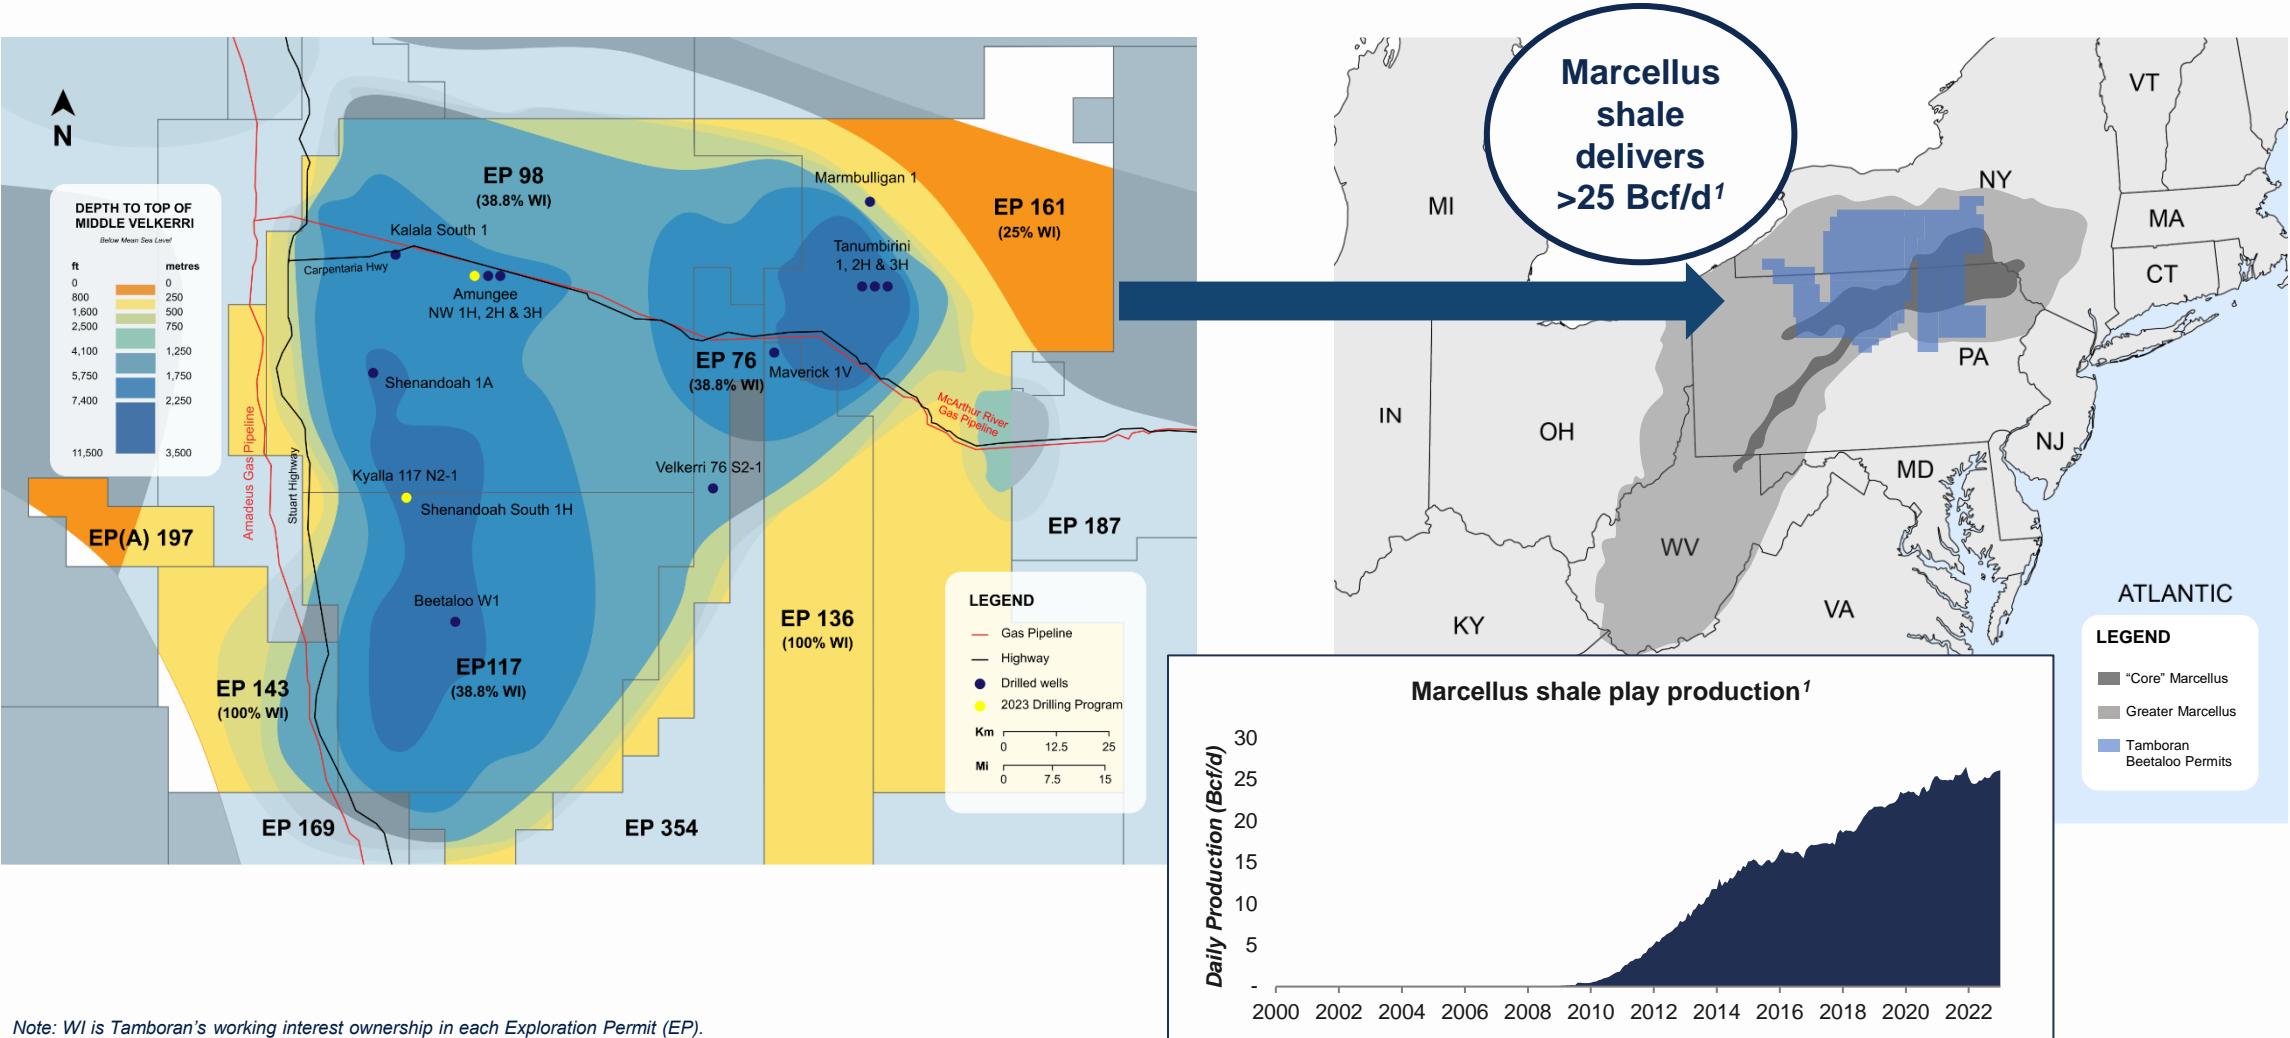 N
DEPTH TO TOP OF
MIDDLE VELKERRI
Below Mean Sea Level
ft
metres
0
0
800
250
1,600
500
2,500
750
4,100
1,250
5,750
1,750
7,400
2,250
11,500
3,500
EP 98
(38.8% WI)
Kalala South 1
Carpentaria Hwy
Amungee
NW 1H, 2H & 3H
Marmbulligan 1
Tanumbirini
1, 2H & 3H
EP 161
(25% WI)
EP 76
(38.8% WI)
Maverick 1V
Shenandoah 1A
McArthur River
Gas Pipeline
Amadeus Gas Pipeline
Stuart Highway
Kyalla 117 N2-1
Shenandoah South 1H
Velkerri 76 S2-1
EP(A) 197
EP 187
Beetaloo W1
EP117
(38.8% WI)
EP 136
(100% WI)
EP 143
(100% WI)
EP 169
EP 354
LEGEND
Gas Pipeline
Highway
Drilled wells
2023 Drilling Program
Km
0 12.5 25
Mi
0 7.5 15
Marcellus
shale
delivers
>25 Bcf/d1
VT
NY
MI
MA
CT
PA
IN
OH
NJ
MD
WV
VA
KY
ATLANTIC
LEGEND
“Core” Marcellus
Greater Marcellus
Tamboran
Beetaloo Permits
Marcellus shale play production1
Daily Production (Bcf/d)
30
25
20
15
10
5
-
2000 2002 2004 2006 2008 2010 2012 2014 2016 2018 2020 2022
Note: WI is Tamboran’s working interest ownership in each Exploration Permit (EP).